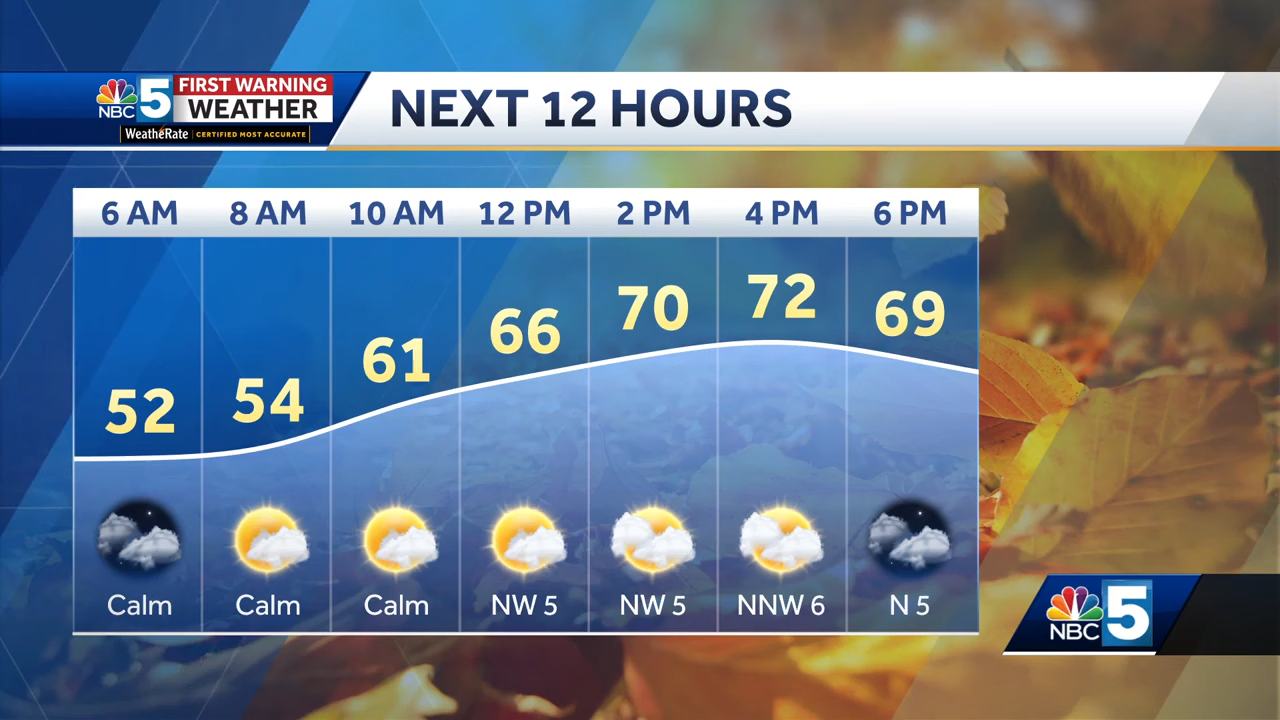 NBC 5 FIRST WARNING
WEATHER
WeatheRate CERTIFIED MOST ACCURATE
NEXT 12 HOURS
6 AM 8 AM 10 AM 12 PM 2 PM 4 PM 6 PM
52 54 61 66 70 72 69
Calm Calm Calm NW 5 NW 5 NNW 6 N 5
NBC 5